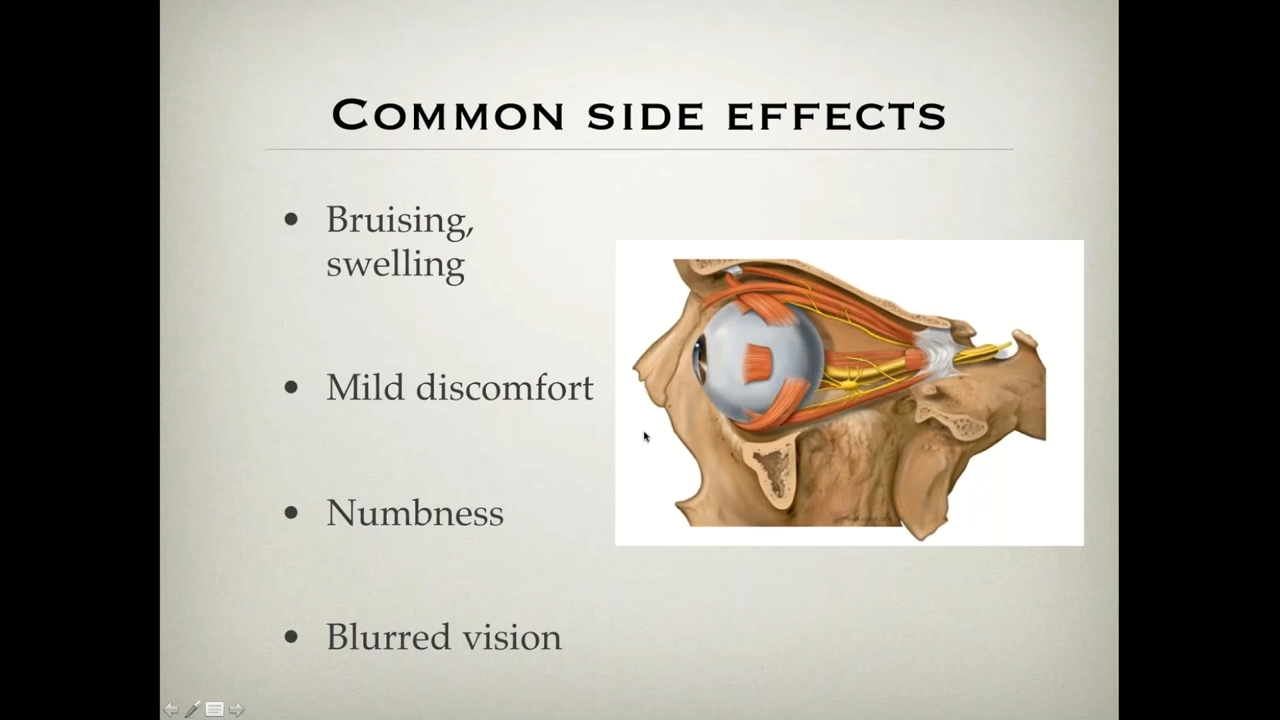 COMMON SIDE EFFECTS
• Bruising,
swelling
• Mild discomfort
• Numbness
• Blurred vision